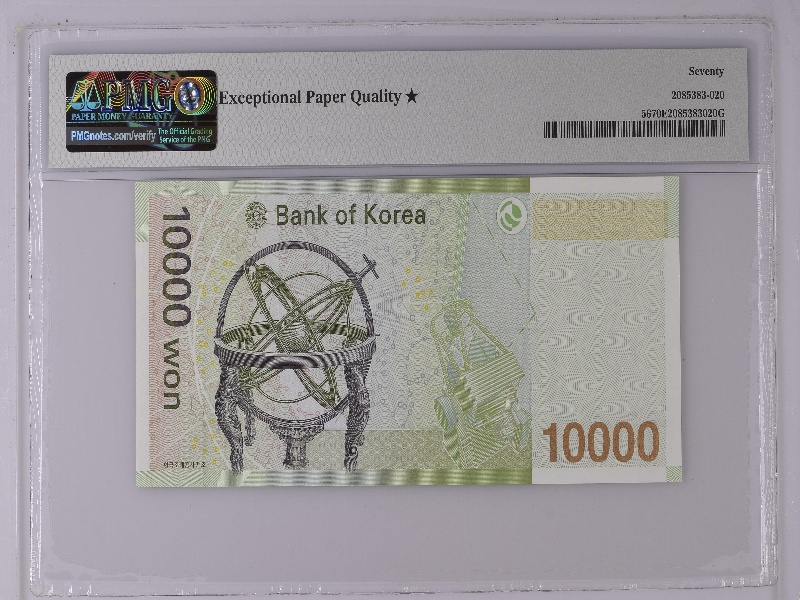 PMG
PAPER MONEY GUARANTY
PMGnotes.com/verify
The Official Grading
Service of the PNG
Exceptional Paper Quality ★
Seventy
2085383-020
5670E2085383020G
Bank of Korea
10000 won
10000